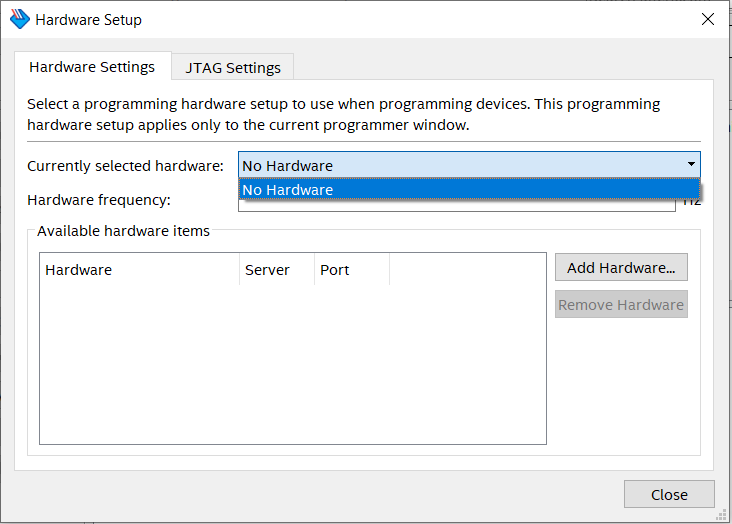 Hardware Setup
Hardware Settings
JTAG Settings
Select a programming hardware setup to use when programming devices. This programming
hardware setup applies only to the current programmer window.
Currently selected hardware:
No Hardware
No Hardware
Hardware frequency:
Hz
Available hardware items
Hardware
Server
Port
Add Hardware...
Remove Hardware
Close